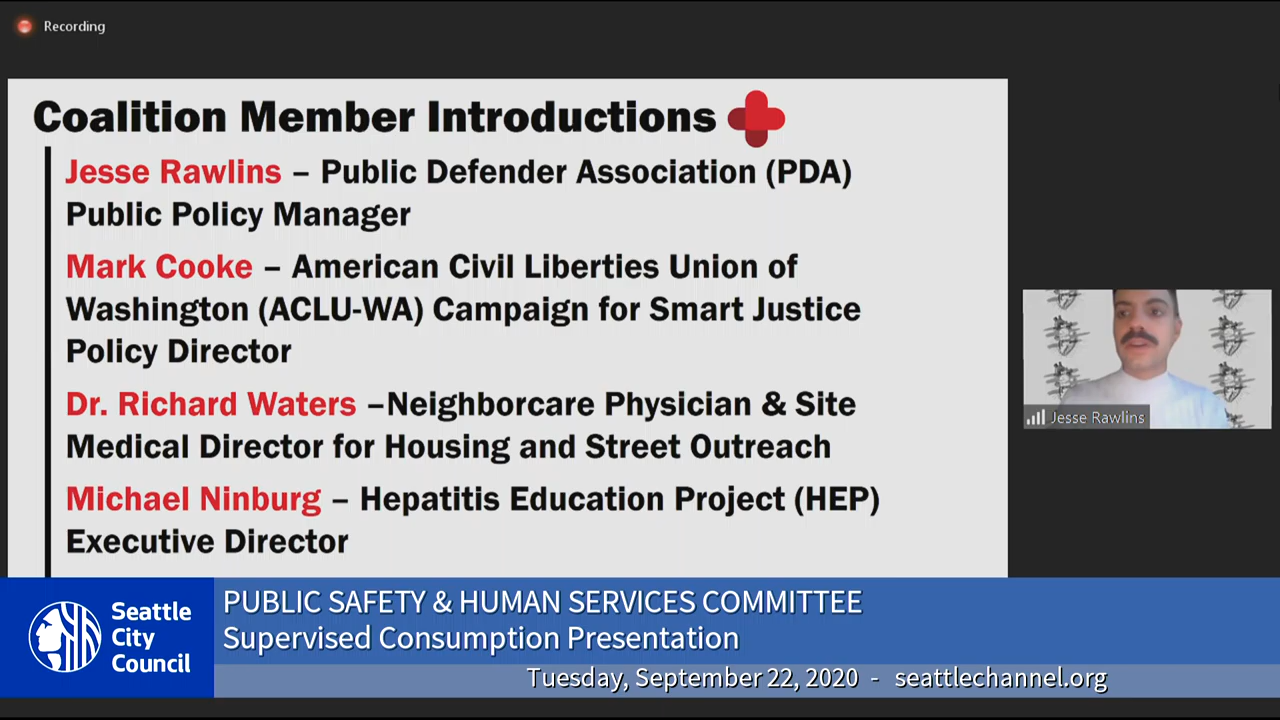 Recording
Coalition Member Introductions
Jesse Rawlins – Public Defender Association (PDA)
Public Policy Manager
Mark Cooke – American Civil Liberties Union of
Washington (ACLU-WA) Campaign for Smart Justice
Policy Director
Dr. Richard Waters –Neighborcare Physician & Site
Medical Director for Housing and Street Outreach
Michael Ninburg – Hepatitis Education Project (HEP)
Executive Director
Jesse Rawlins
Seattle
City
Council
PUBLIC SAFETY & HUMAN SERVICES COMMITTEE
Supervised Consumption Presentation
Tuesday, September 22, 2020 - seattlechannel.org